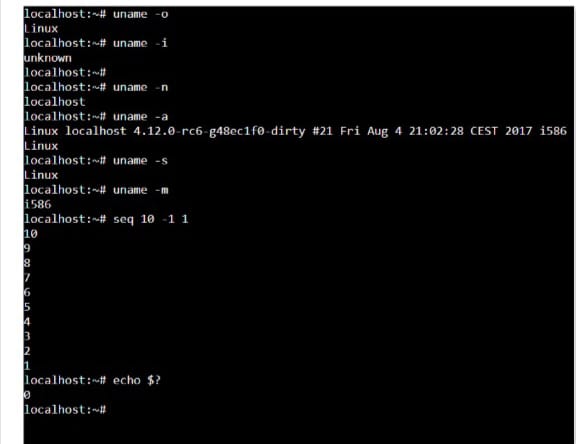 localhost:~# uname -o
Linux
localhost:~# uname -i
unknown
localhost:~#
localhost:~# uname -n
localhost
localhost:~# uname -a
Linux localhost 4.12.0-rc6-g48ec1f0-dirty #21 Fri Aug 4 21:02:28 CEST 2017 i586
Linux
localhost:~# uname -s
Linux
localhost:~# uname -m
i586
localhost:~# seq 10 -1 1
10
9
8
7
6
5
4
3
2
1
localhost:~# echo $?
0
localhost:~#